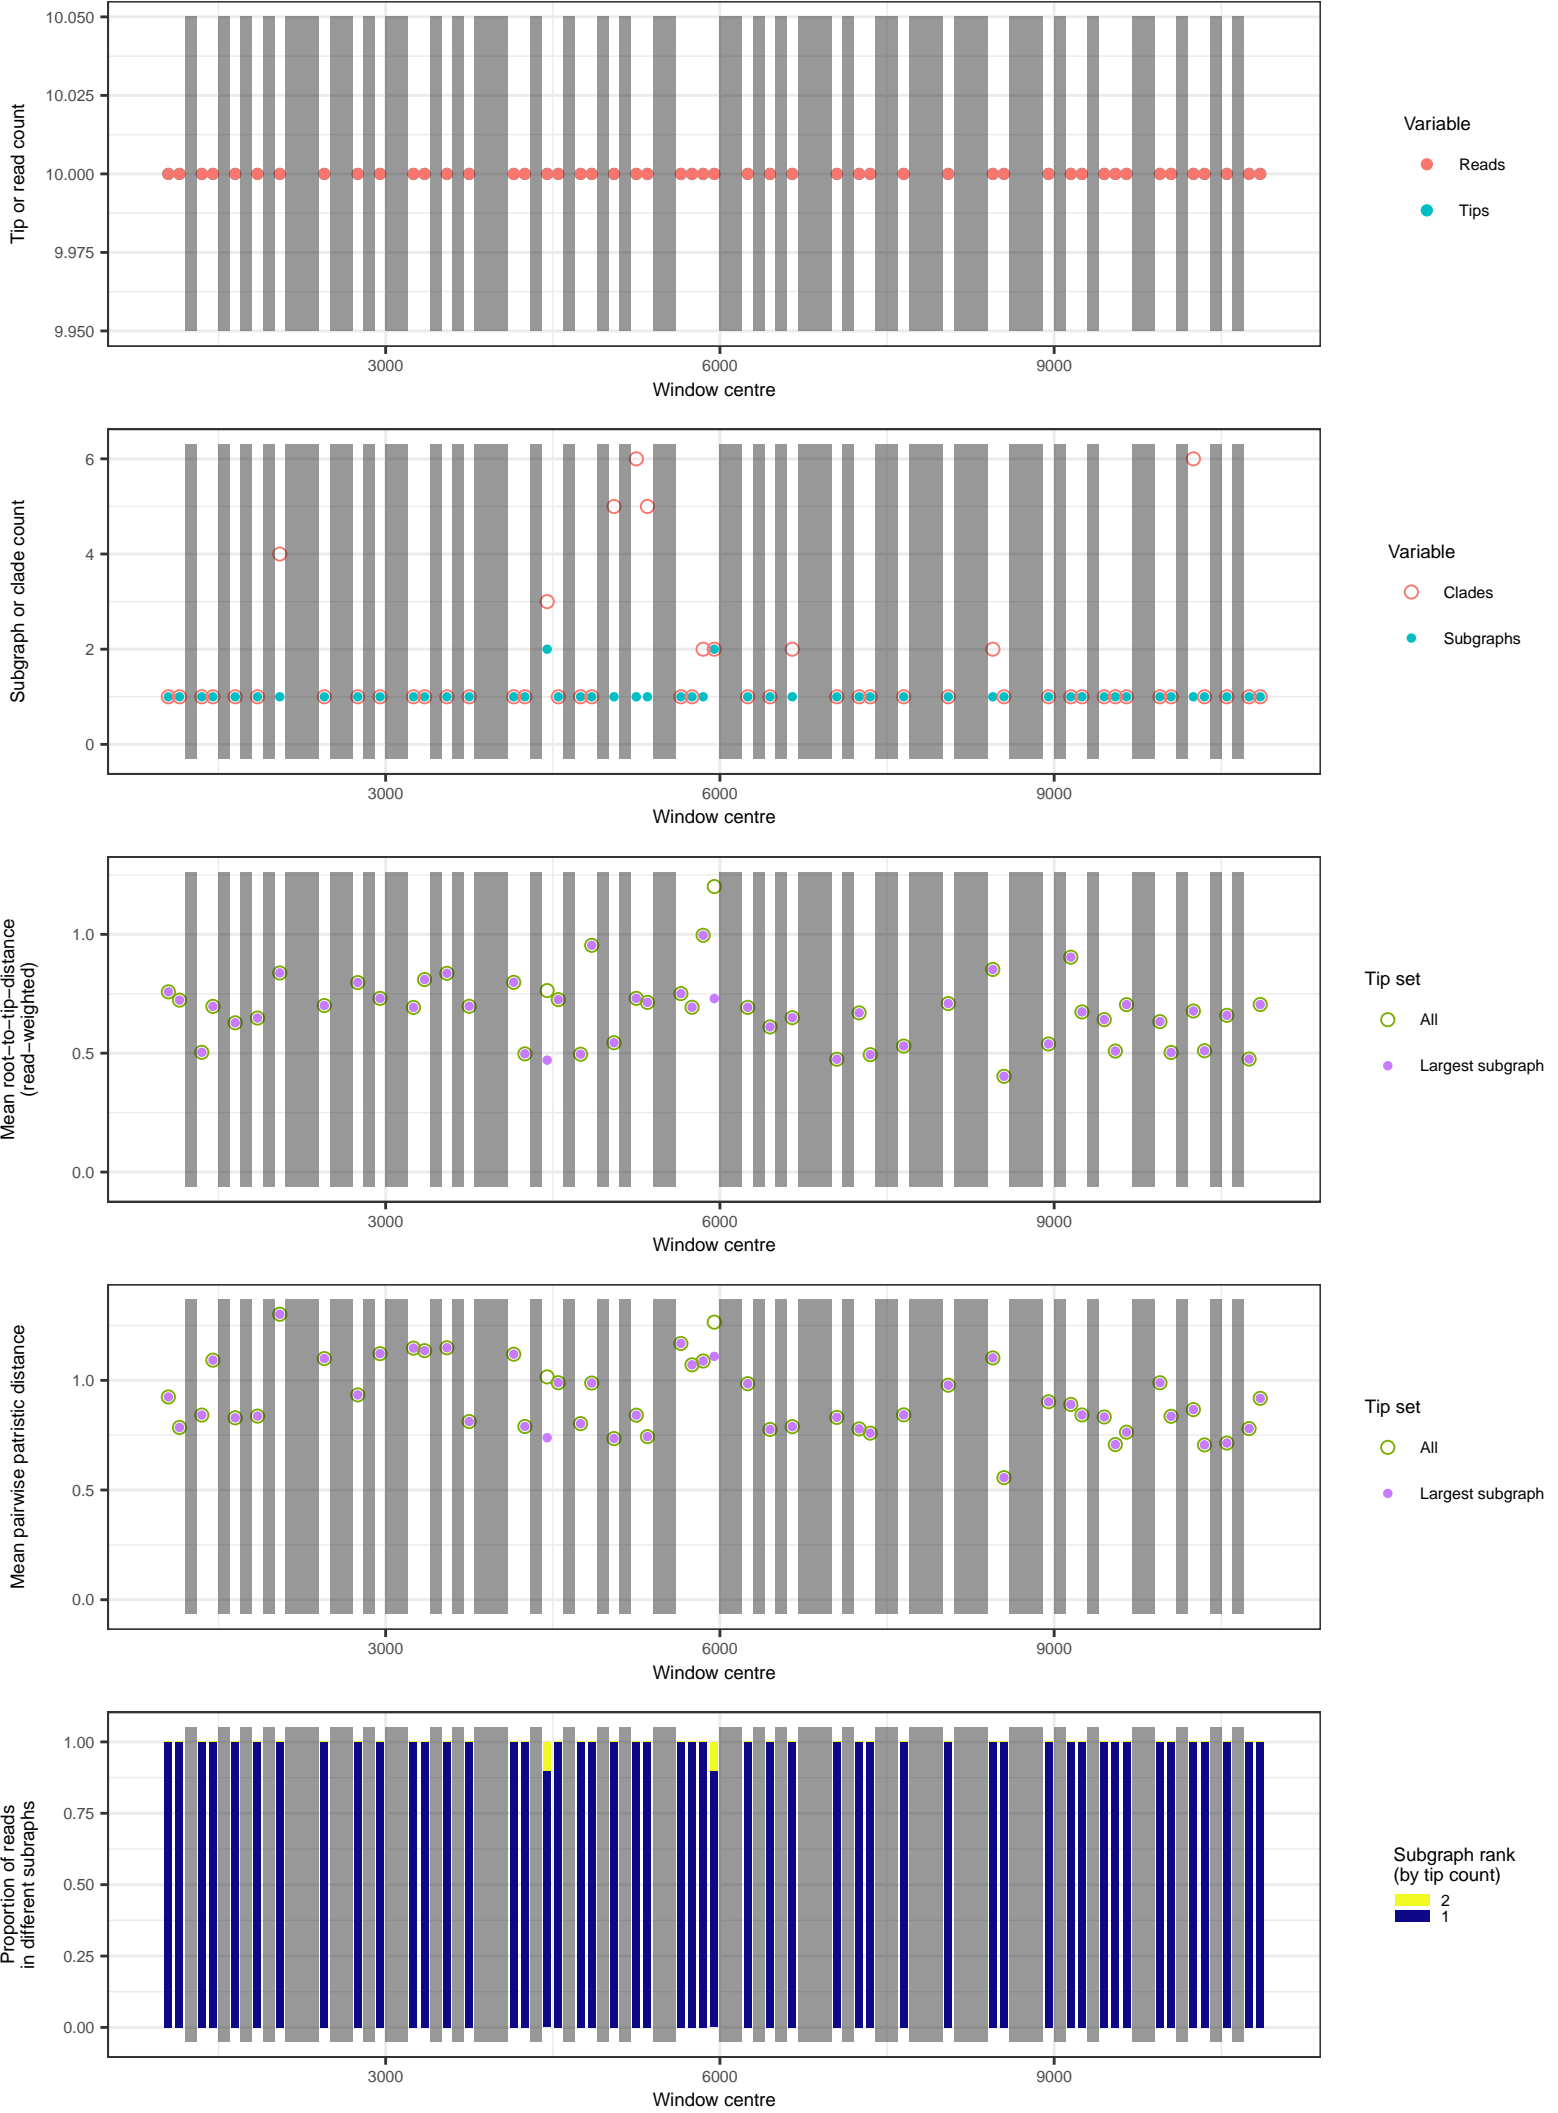 10.050
10.025
10.000
9.975
9.950
Tip or read count
3000
6000
9000
Window centre
Variable
Reads
Tips
6
4
2
0
Subgraph or clade count
3000
6000
9000
Window centre
Variable
Clades
Subgraphs
1.0
0.5
0.0
Mean root−to−tip−distance
(read−weighted)
3000
6000
9000
Window centre
Tip set
All
Largest subgraph
1.0
0.5
0.0
Mean pairwise patristic distance
3000
6000
9000
Window centre
Tip set
All
Largest subgraph
1.00
0.75
0.50
0.25
0.00
Proportion of reads
in different subraphs
3000
6000
9000
Window centre
Subgraph rank
(by tip count)
2
1